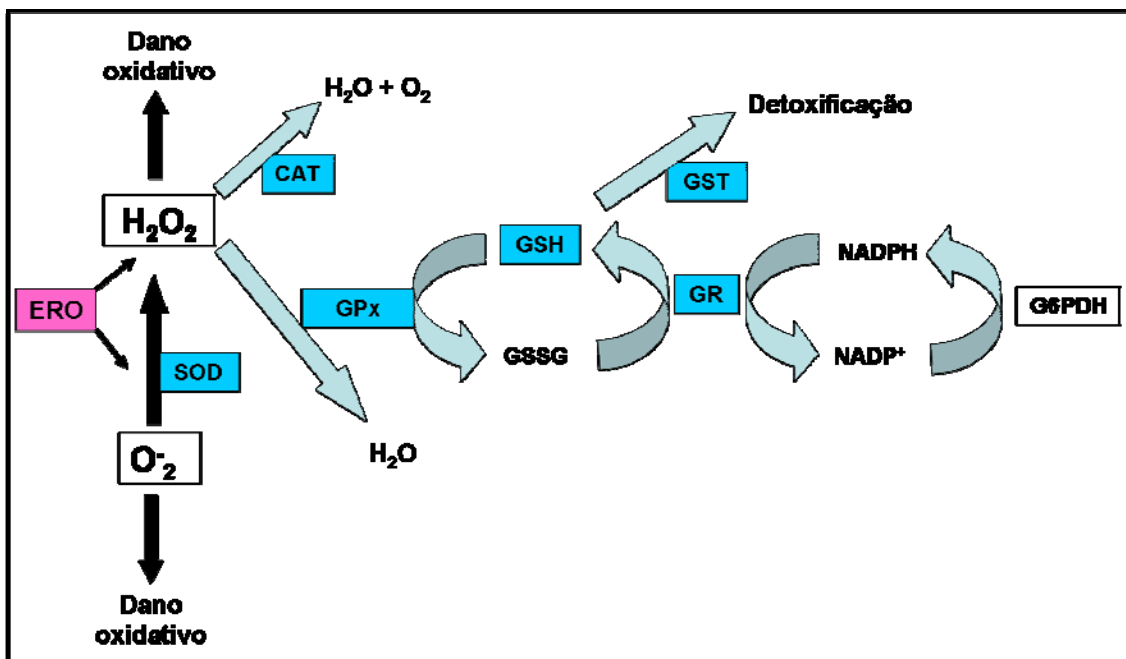 Dano
oxidativo
H₂O + O₂
Detoxificação
CAT
GST
H₂O₂
GSH
NADPH
ERO
GPx
GR
G6PDH
GSSG
NADP⁺
SOD
O⁻₂
H₂O
Dano
oxidativo